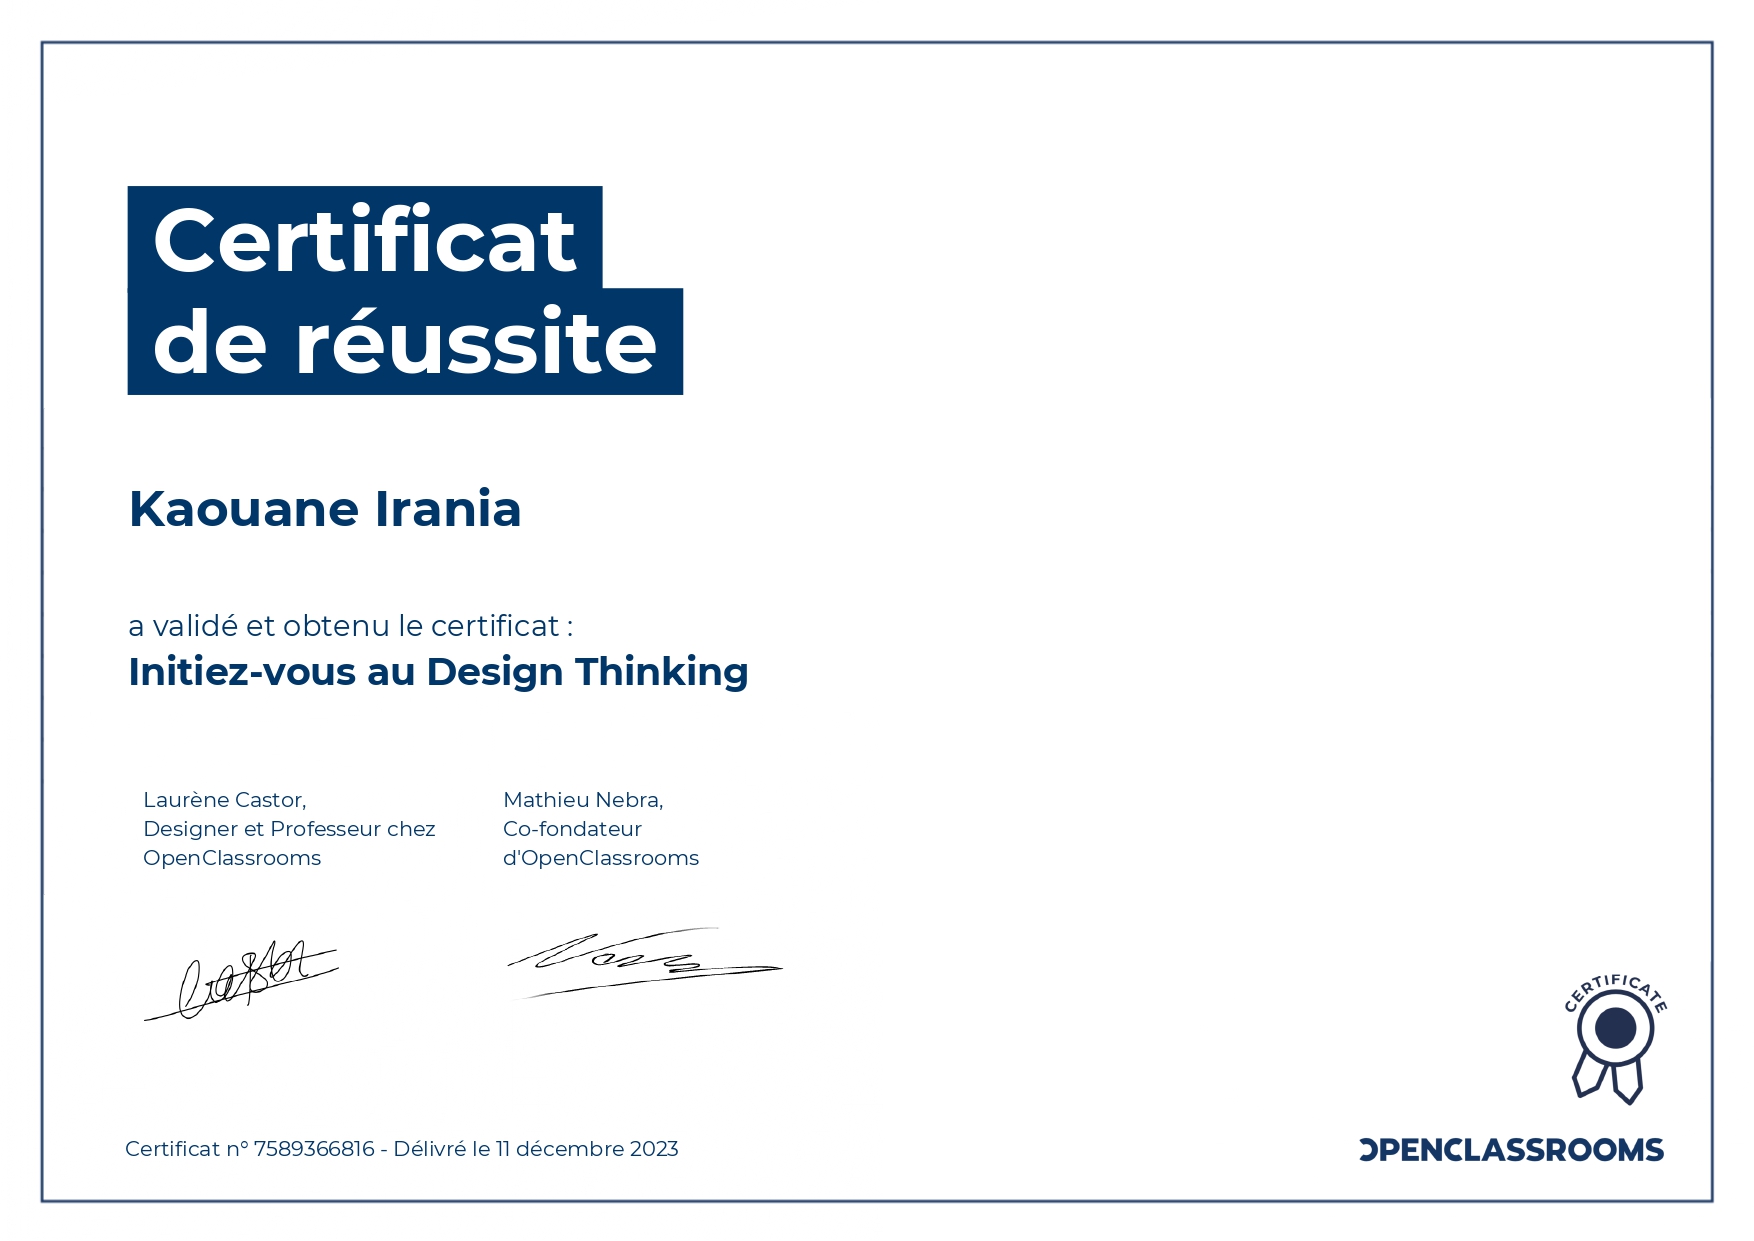 Certificat
de réussite
Kaouane Irania
a validé et obtenu le certificat :
Initiez-vous au Design Thinking
Laurène Castor,
Designer et Professeur chez
OpenClassrooms
Mathieu Nebra,
Co-fondateur
d'OpenClassrooms
CERTIFICATE
Certificat n° 7589366816 - Délivré le 11 décembre 2023
OPENCLASSROOMS